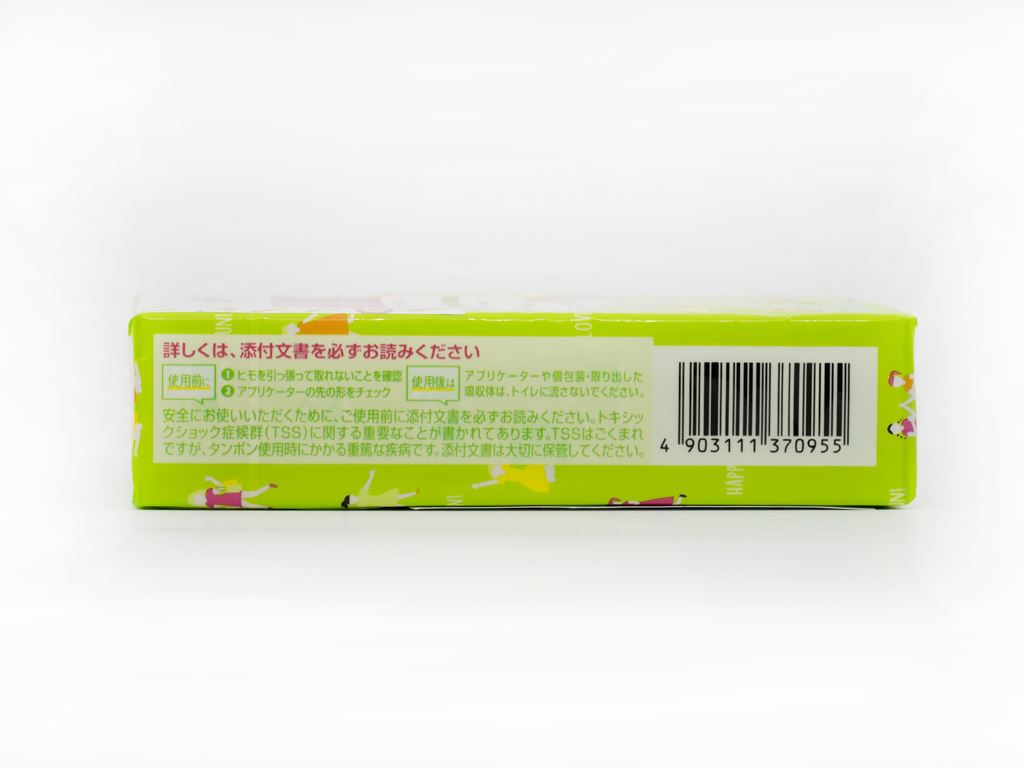 詳しくは、添付文書を必ずお読みください
使用前に
❶ ヒモを引っ張って取れないことを確認
❷ アプリケーターの先の形をチェック
使用後は
アプリケーターや個包装・取り出した
吸収体は、トイレに流さないでください。
安全にお使いいただくために、ご使用前に添付文書を必ずお読みください。トキシッ
クショック症候群(TSS)に関する重要なことが書かれてあります。TSSはごくまれ
ですが、タンポン使用時にかかる重篤な疾病です。添付文書は大切に保管してください。
4 903111 370955